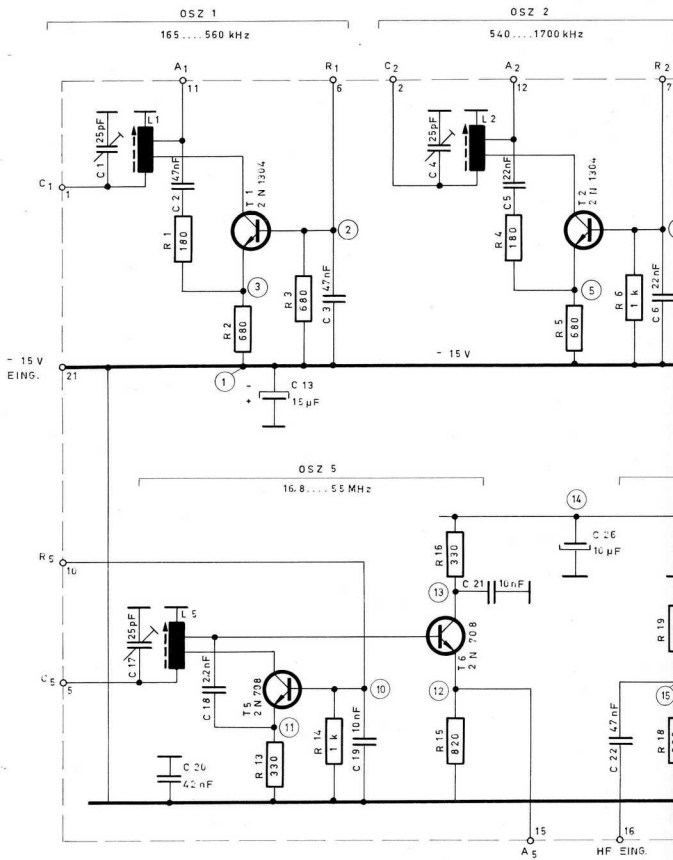 OSZ 1
165....560 kHz
OSZ 2
540....1700 kHz
A1
11
R1
6
C2
2
A2
12
R2
7
C1
1
25pF
C 1
L1
47nF
C 2
T 1
2 N 1304
R 1
180
2
3
R 3
680
47nF
C 3
R 2
680
25pF
C 4
L 2
22nF
C 5
T 2
2 N 1304
R 4
180
5
R 6
1 k
22nF
C 6
R 5
680
- 15 V
EING.
21
1
- 15 V
-
+
C 13
15 µF
OSZ 5
16.8....55 MHz
14
C 26
10 µF
R5
10
R 16
330
13
C 21
10nF
25pF
C 17
L 5
2.2nF
C 18
T5
2 N 708
T 6
2 N 708
C5
5
10
11
12
R 14
1 k
10nF
C 19
R 13
330
R 15
820
C 20
42 nF
R 19
15
R 18
47nF
C 22
15
A5
16
HF EING.